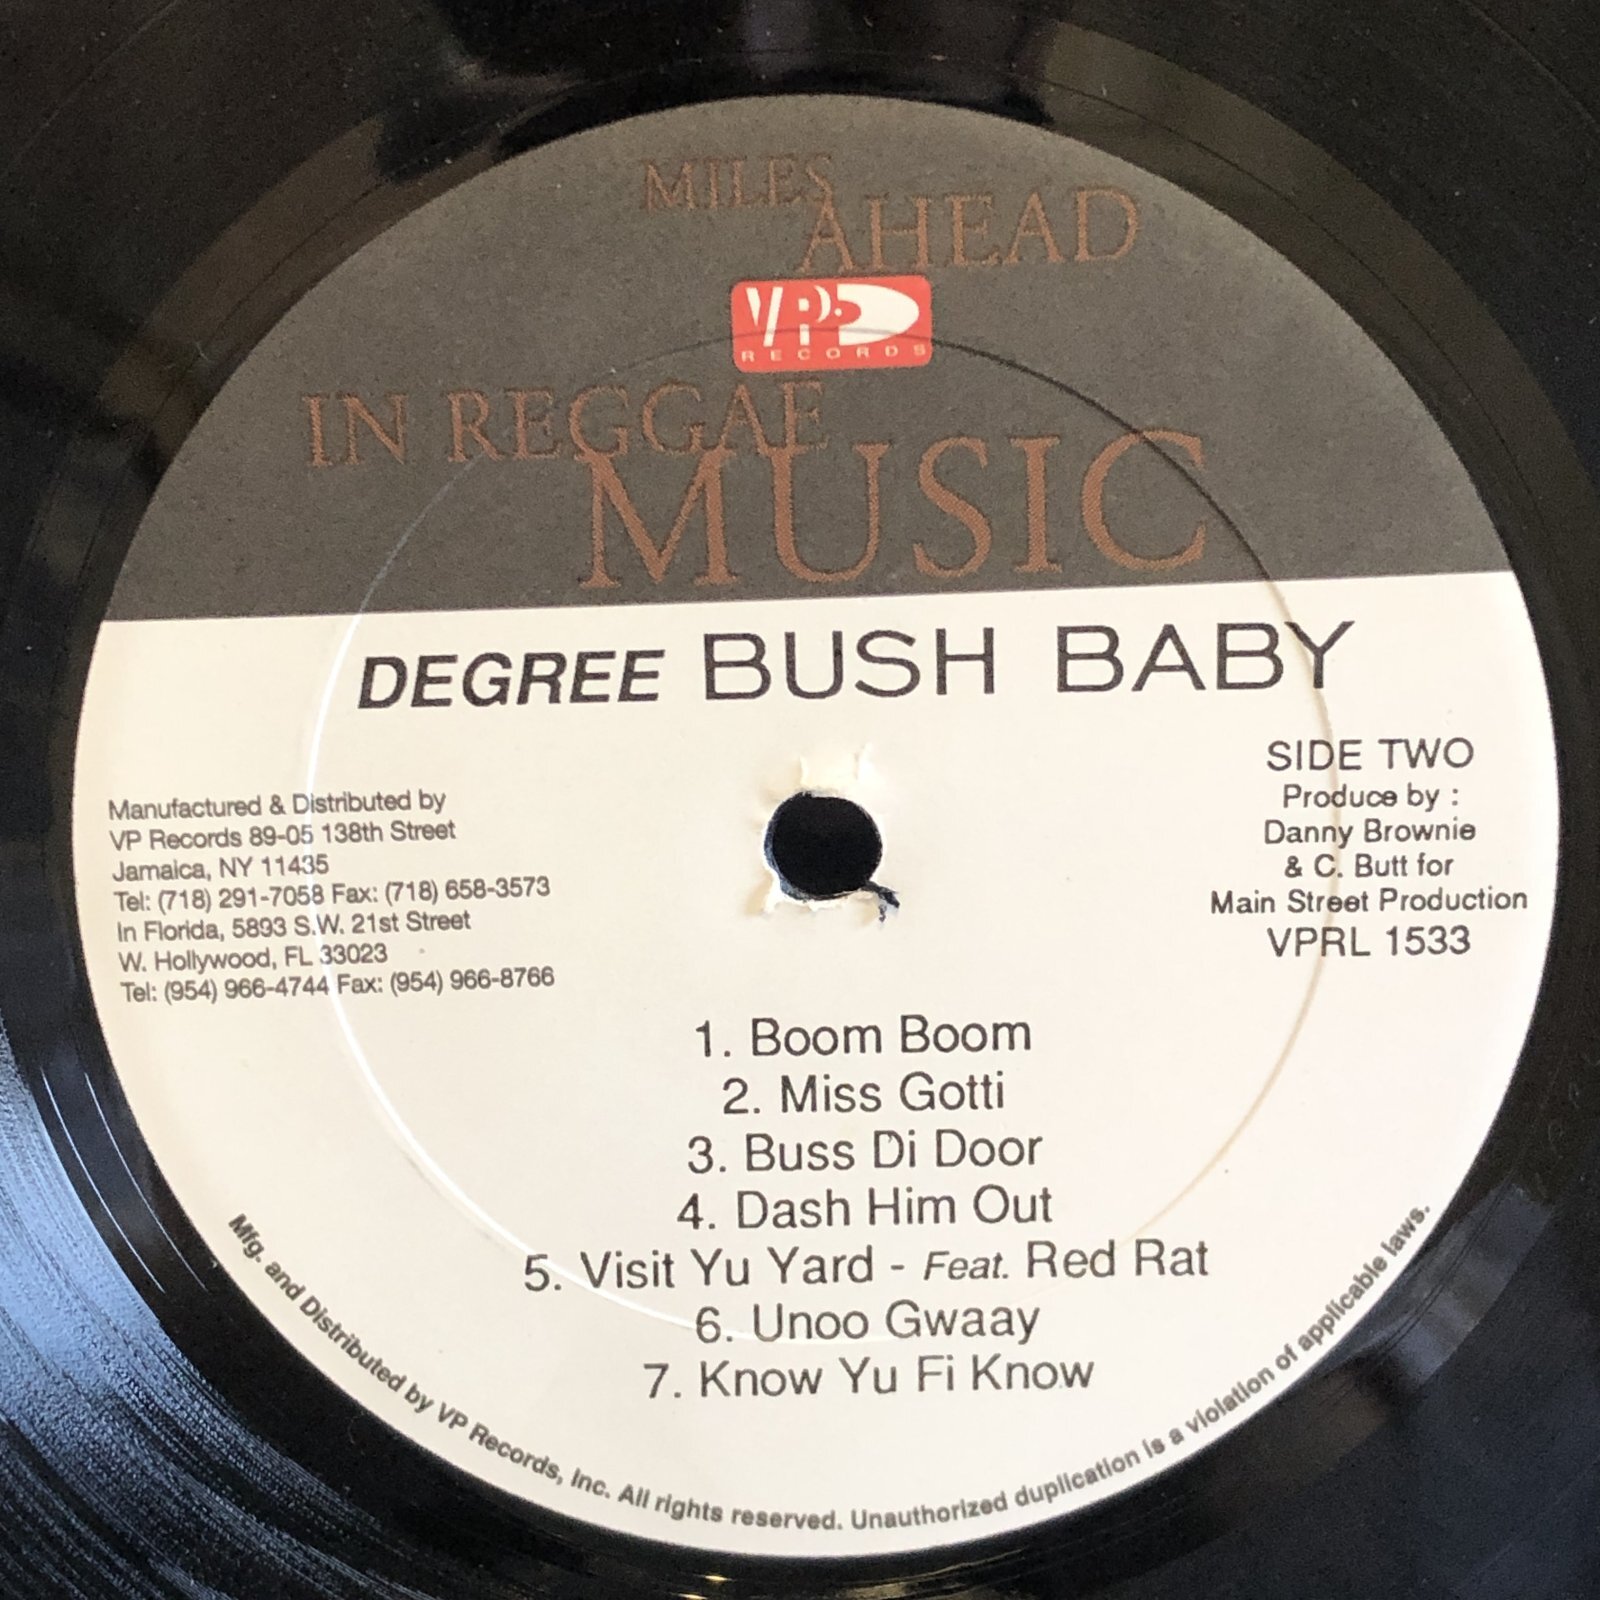 MILES
AHEAD
VP
RECORDS
IN REGGAE
MUSIC
DEGREE BUSH BABY
SIDE TWO
Produce by :
Danny Brownie
& C. Butt for
Main Street Production
VPRL 1533
Manufactured & Distributed by
VP Records 89-05 138th Street
Jamaica, NY 11435
Tel: (718) 291-7058 Fax: (718) 658-3573
In Florida, 5893 S.W. 21st Street
W. Hollywood, FL 33023
Tel: (954) 966-4744 Fax: (954) 966-8766
1. Boom Boom
2. Miss Gotti
3. Buss Di Door
4. Dash Him Out
5. Visit Yu Yard - Feat. Red Rat
6. Unoo Gwaay
7. Know Yu Fi Know
Mfg. and Distributed by VP Records, Inc. All rights reserved. Unauthorized duplication is a violation of applicable laws.